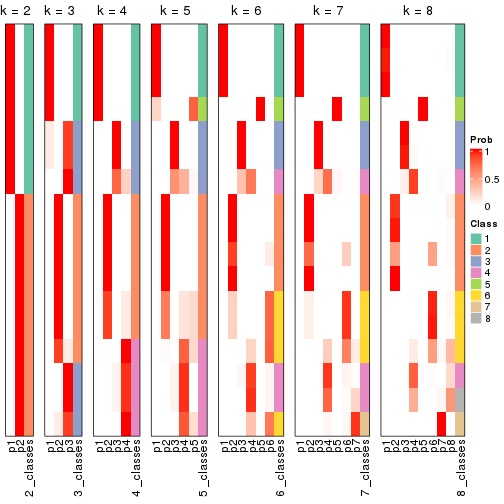 k = 2 k = 3 k = 4 k = 5 k = 6 k = 7 k = 8
Prob
1
0.5
0
Class
1
2
3
4
5
6
7
8
p1 p2 2_classes
p1 p2 p3 3_classes
p1 p2 p3 p4 4_classes
p1 p2 p3 p4 p5 5_classes
p1 p2 p3 p4 p5 p6 6_classes
p1 p2 p3 p4 p5 p6 p7 7_classes
p1 p2 p3 p4 p5 p6 p7 p8 8_classes